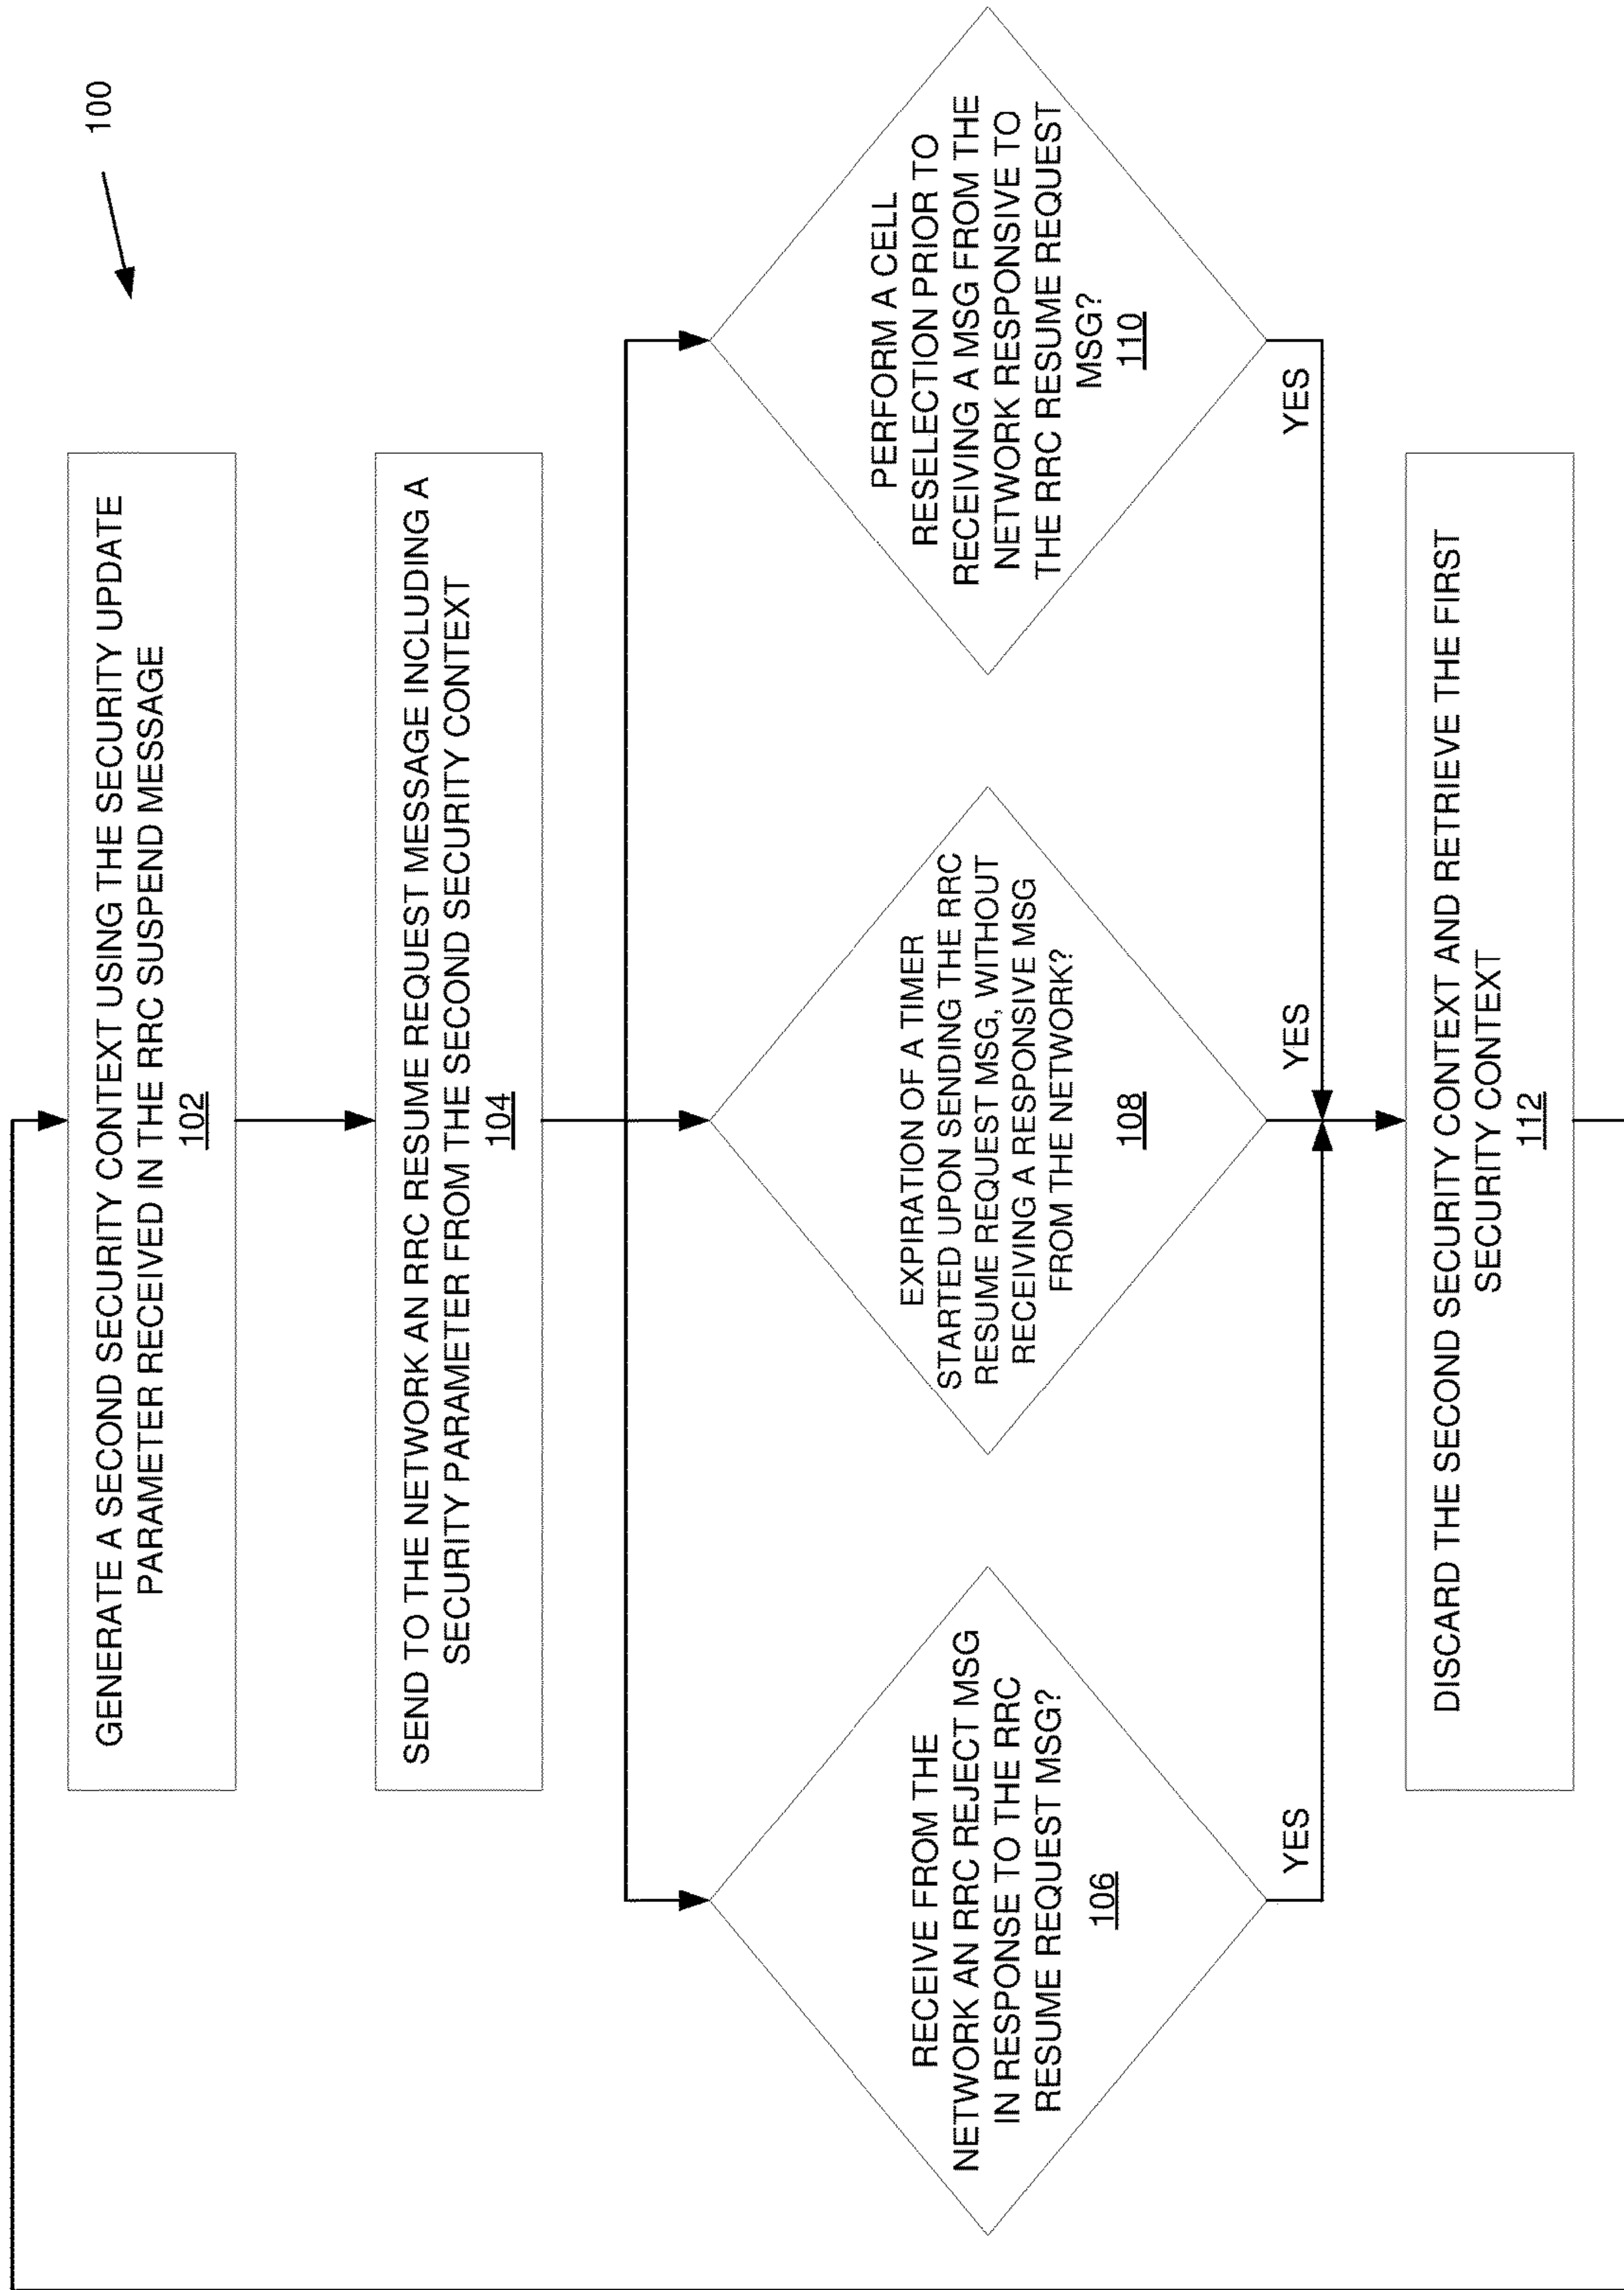 100
GENERATE A SECOND SECURITY CONTEXT USING THE SECURITY UPDATE
PARAMETER RECEIVED IN THE RRC SUSPEND MESSAGE
102
SEND TO THE NETWORK AN RRC RESUME REQUEST MESSAGE INCLUDING A
SECURITY PARAMETER FROM THE SECOND SECURITY CONTEXT
104
RECEIVE FROM THE
NETWORK AN RRC REJECT MSG
IN RESPONSE TO THE RRC
RESUME REQUEST MSG?
106
YES
EXPIRATION OF A TIMER
STARTED UPON SENDING THE RRC
RESUME REQUEST MSG, WITHOUT
RECEIVING A RESPONSIVE MSG
FROM THE NETWORK?
108
YES
PERFORM A CELL
RESELECTION PRIOR TO
RECEIVING A MSG FROM THE
NETWORK RESPONSIVE TO
THE RRC RESUME REQUEST
MSG?
110
YES
DISCARD THE SECOND SECURITY CONTEXT AND RETRIEVE THE FIRST
SECURITY CONTEXT
112